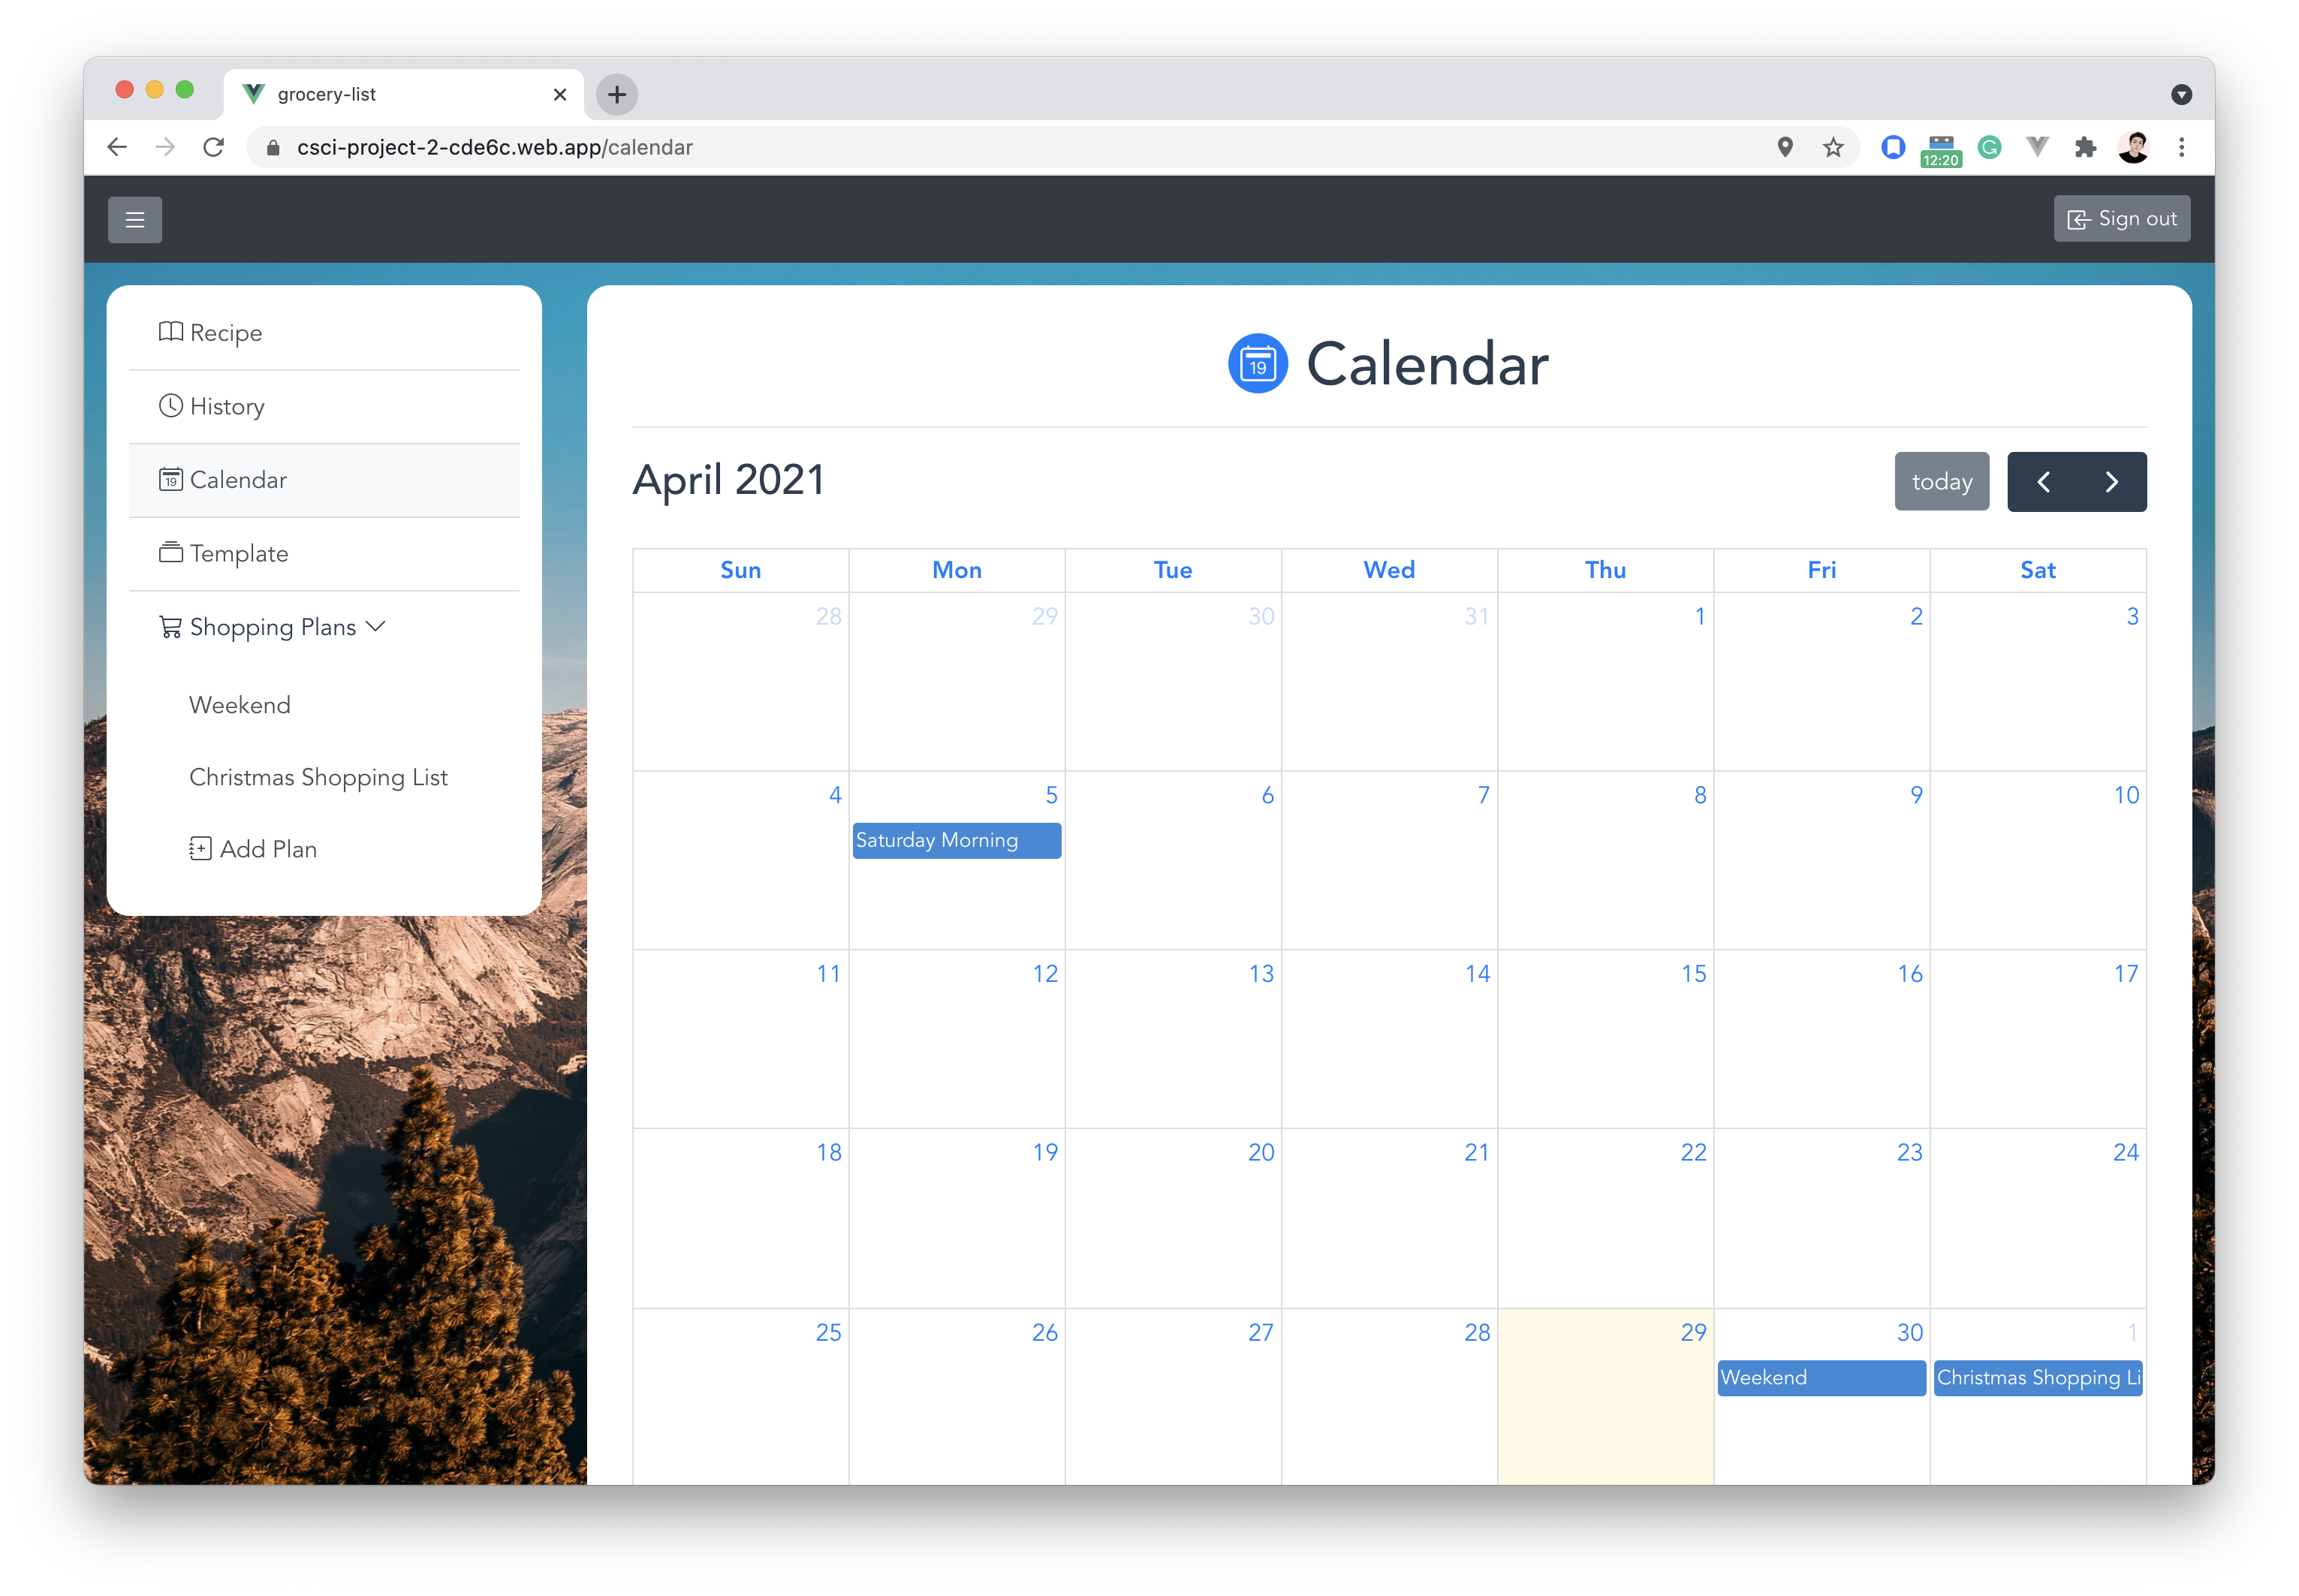 grocery-list
csci-project-2-cde6c.web.app/calendar
12:20
Sign out
Recipe
History
19 Calendar
Template
Shopping Plans
Weekend
Christmas Shopping List
Add Plan
19 Calendar
April 2021
today
Sun Mon Tue Wed Thu Fri Sat
28 29 30 31 1 2 3
4 5 6 7 8 9 10
Saturday Morning
11 12 13 14 15 16 17
18 19 20 21 22 23 24
25 26 27 28 29 30 1
Weekend Christmas Shopping Li